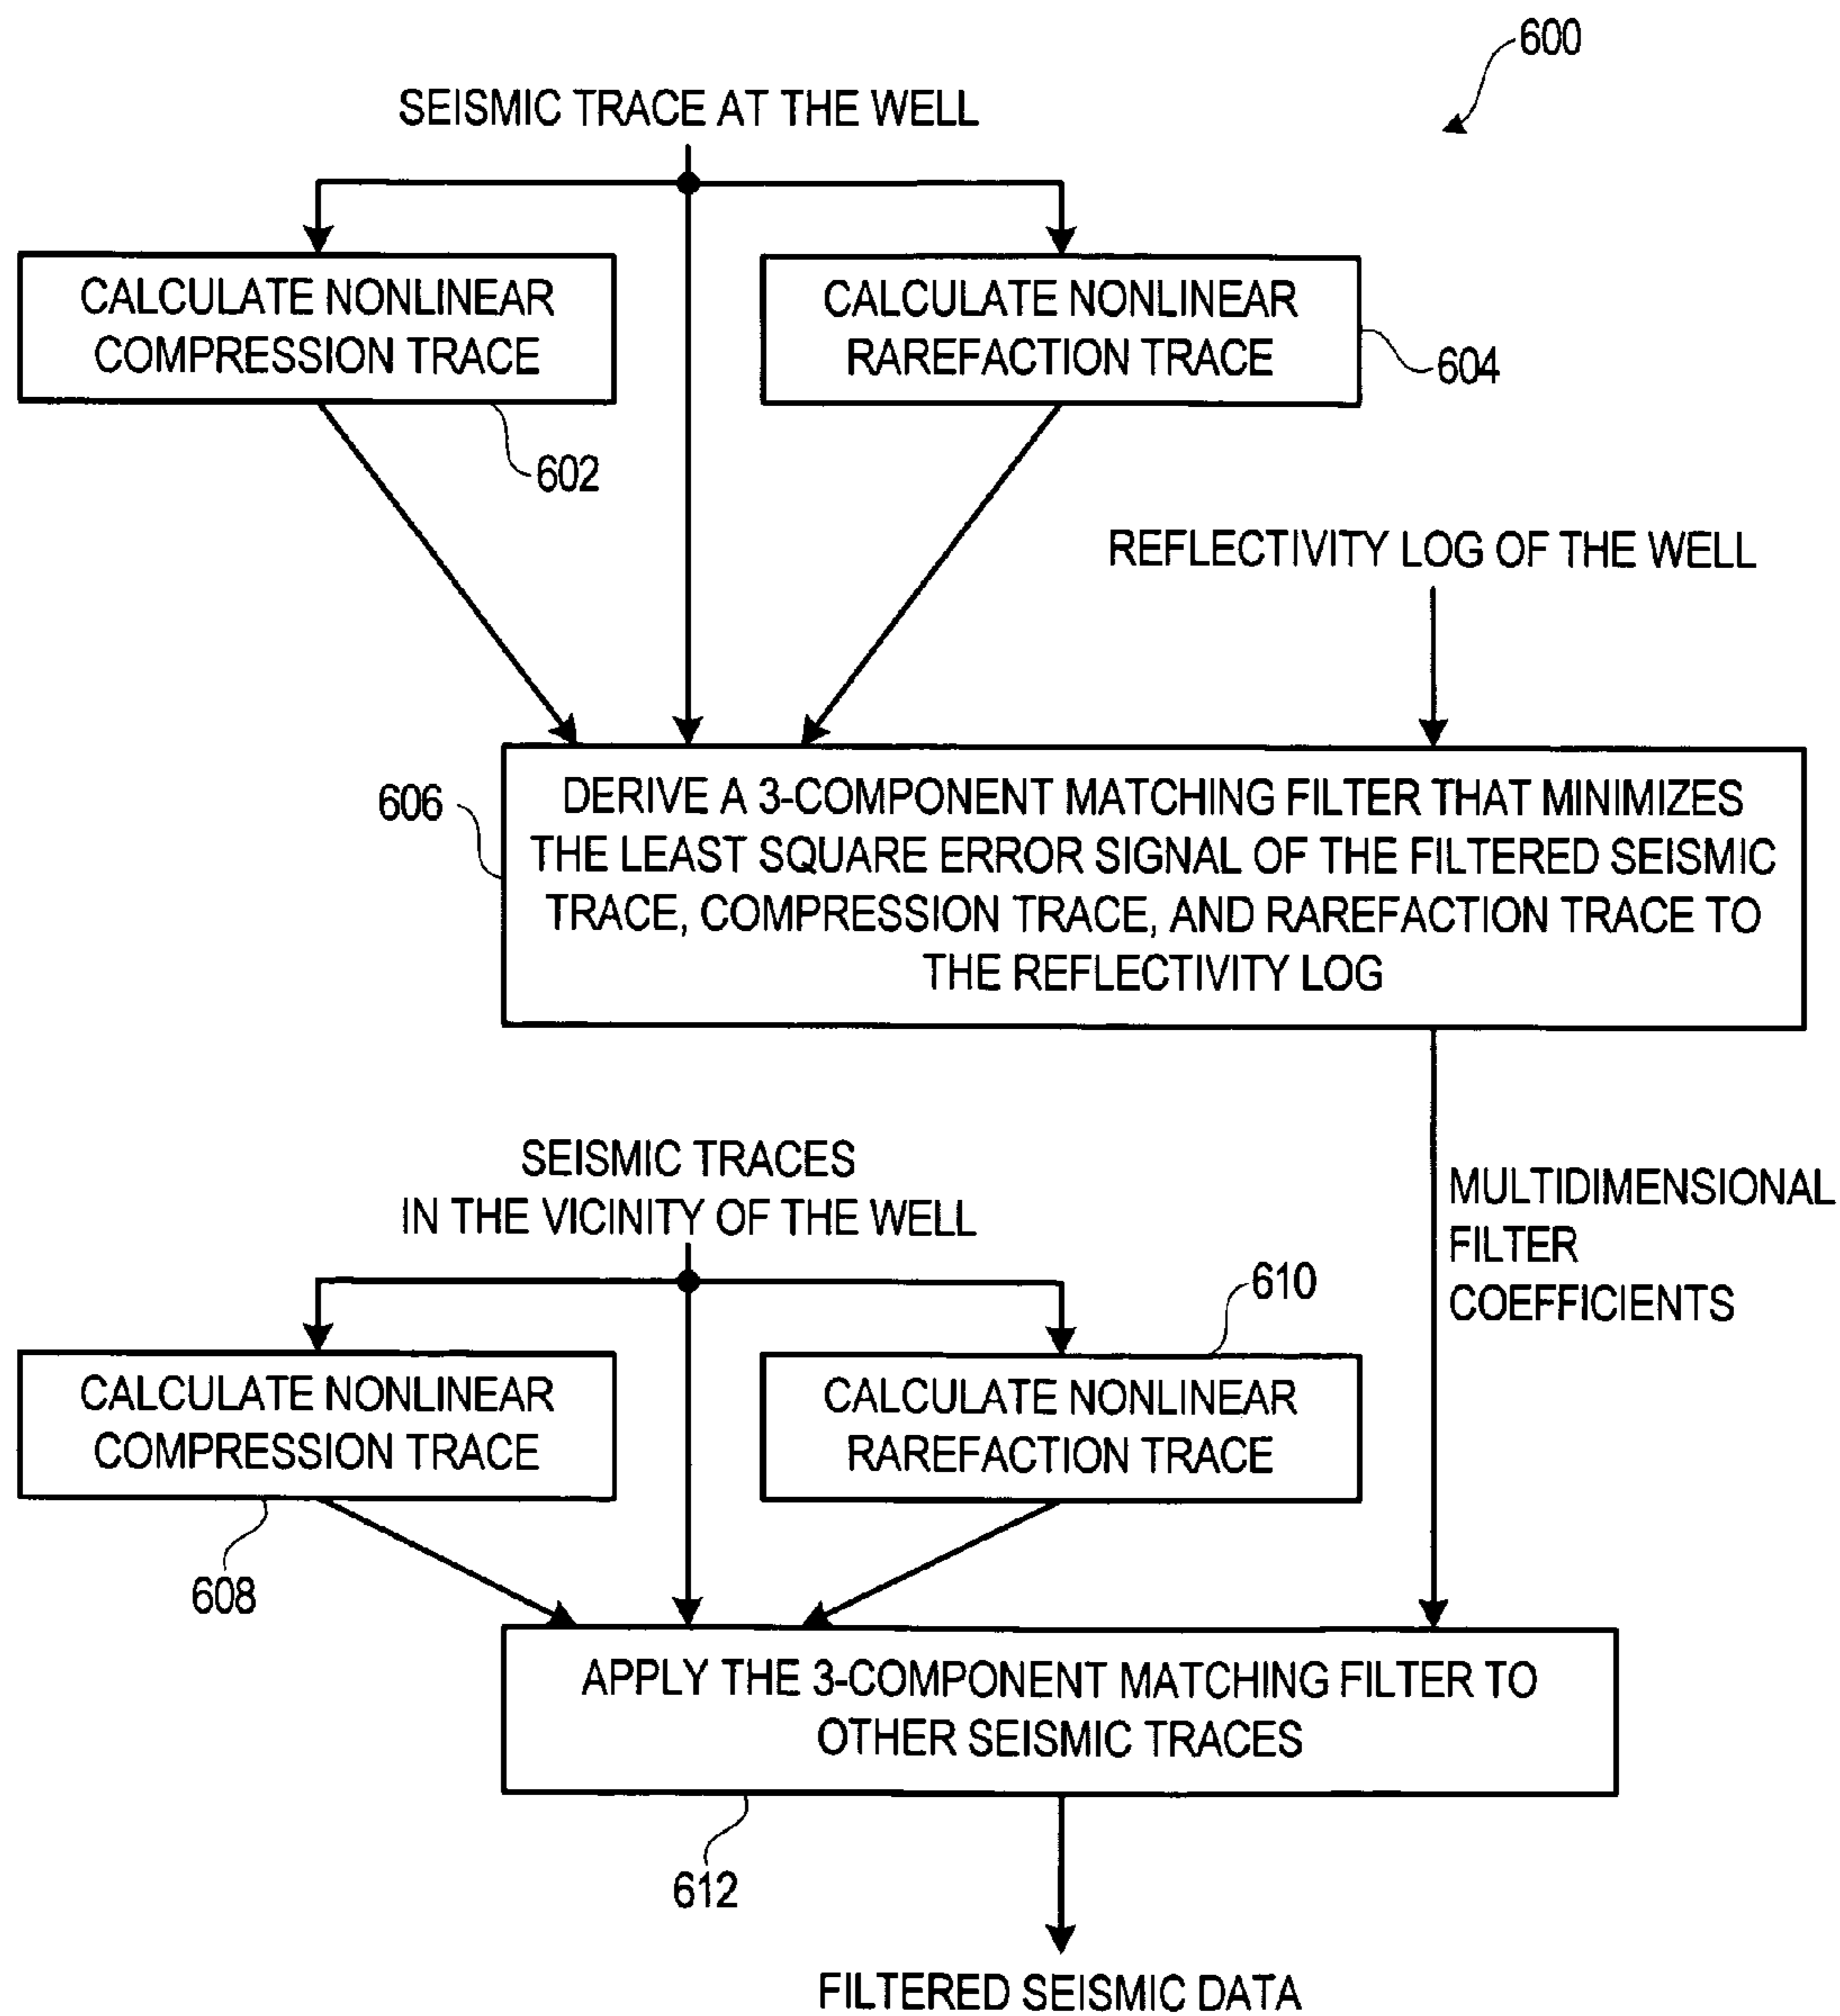 600
SEISMIC TRACE AT THE WELL
CALCULATE NONLINEAR
COMPRESSION TRACE
602
CALCULATE NONLINEAR
RAREFACTION TRACE
604
REFLECTIVITY LOG OF THE WELL
606
DERIVE A 3-COMPONENT MATCHING FILTER THAT MINIMIZES
THE LEAST SQUARE ERROR SIGNAL OF THE FILTERED SEISMIC
TRACE, COMPRESSION TRACE, AND RAREFACTION TRACE TO
THE REFLECTIVITY LOG
SEISMIC TRACES
IN THE VICINITY OF THE WELL
MULTIDIMENSIONAL
FILTER
COEFFICIENTS
610
CALCULATE NONLINEAR
COMPRESSION TRACE
608
CALCULATE NONLINEAR
RAREFACTION TRACE
APPLY THE 3-COMPONENT MATCHING FILTER TO
OTHER SEISMIC TRACES
612
FILTERED SEISMIC DATA